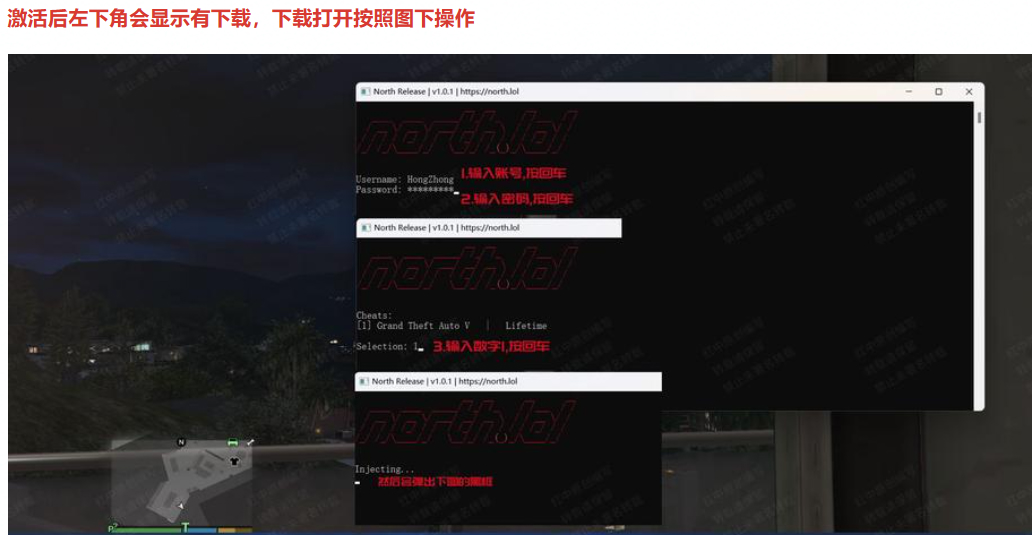 激活后左下角会显示有下载，下载打开按照图下操作
North Release | v1.0.1 | https://north.lol
north.lol
Username: HongZhong 1.输入账号,按回车
Password: ********* 2.输入密码,按回车
North Release | v1.0.1 | https://north.lol
north.lol
Cheats:
[1] Grand Theft Auto V | Lifetime
Selection: 1 3.输入数字1,按回车
North Release | v1.0.1 | https://north.lol
north.lol
Injecting...
然后会弹出下面的黑框
N
P
T